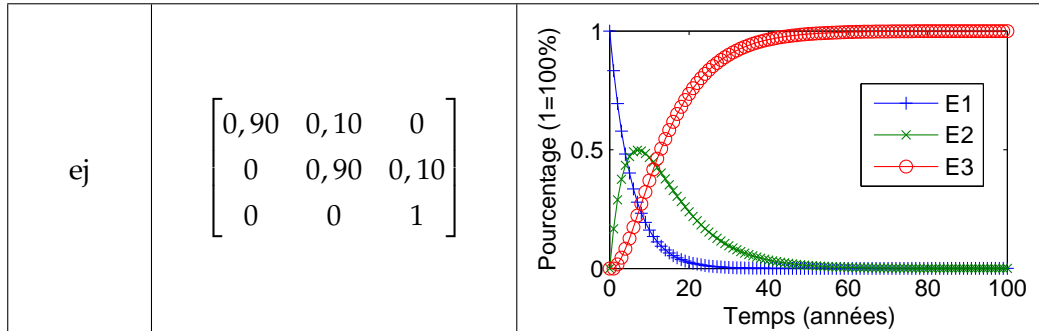 ej
0,90 0,10 0
0 0,90 0,10
0 0 1
Pourcentage (1=100%)
1
0.5
0
0 20 40 60 80 100
Temps (années)
E1
E2
E3